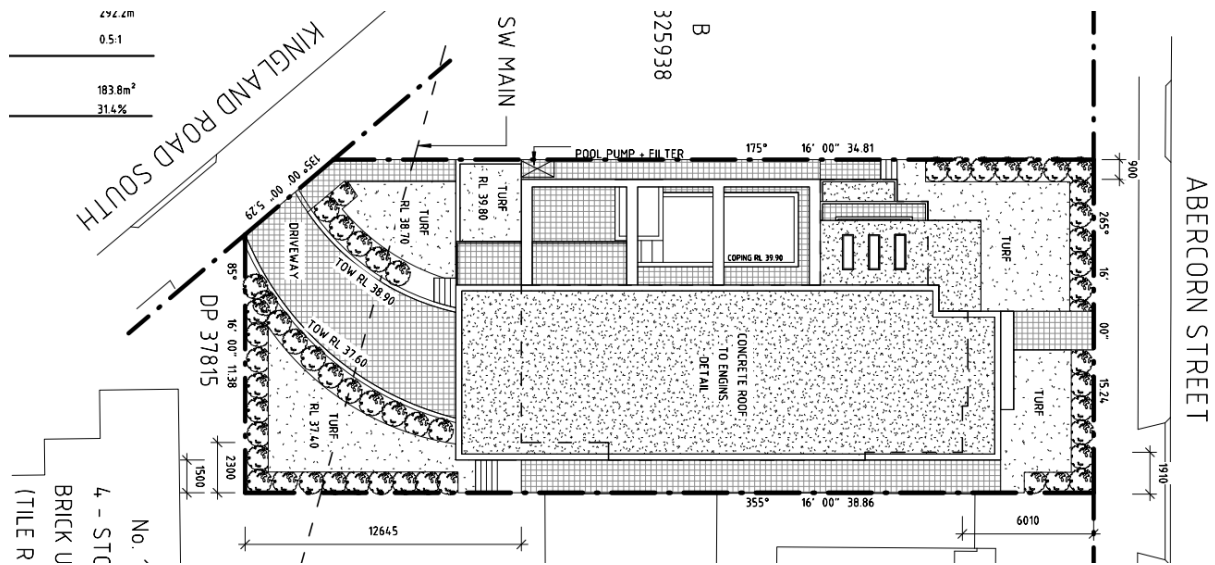 292.2m
0.5:1
183.8m²
31.4%
KINGLAND ROAD SOUTH
SW MAIN
B
325938
ABERCORN STREET
POOL PUMP + FILTER
175° 16' 00" 34.81
900
265° 16' 00" 15.24
135° 00' 00" 5.29
TURF
RL 39.80
TURF
RL 38.70
DRIVEWAY
TOW RL 38.90
TOW RL 37.60
COPING RL 39.90
TURF
CONCRETE ROOF
TO ENGINS
DETAIL
TURF
85° 16' 00" 11.38
DP 37815
TURF
RL 37.40
2300
1500
1910
355° 16' 00" 38.86
12645
6010
No.
4 - STO
BRICK U
(TILE R